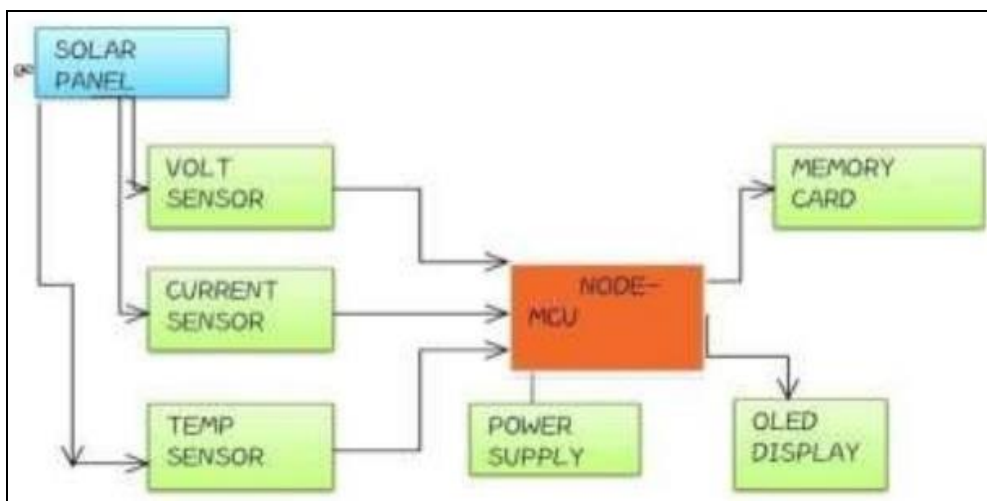 SOLAR
PANEL
VOLT
SENSOR
MEMORY
CARD
CURRENT
SENSOR
NODE-
MCU
TEMP
SENSOR
POWER
SUPPLY
OLED
DISPLAY